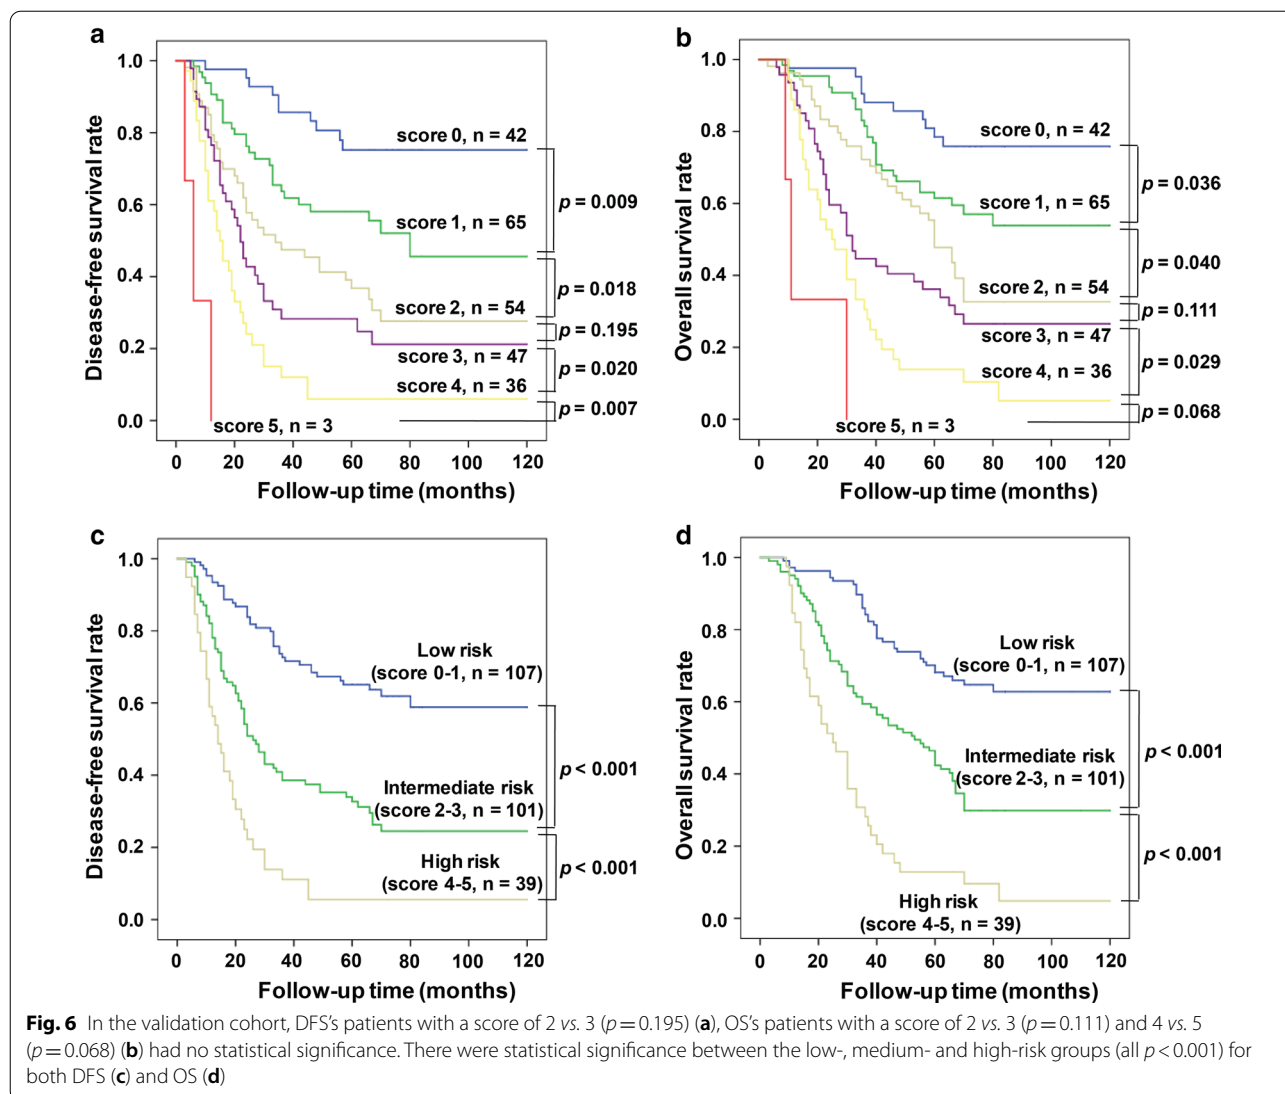 a
Disease-free survival rate
1.0
0.8
0.6
0.4
0.2
0.0
score 0, n = 42
score 1, n = 65
score 2, n = 54
score 3, n = 47
score 4, n = 36
score 5, n = 3
p = 0.009
p = 0.018
p = 0.195
p = 0.020
p = 0.007
0 20 40 60 80 100 120
Follow-up time (months)
b
Overall survival rate
1.0
0.8
0.6
0.4
0.2
0.0
score 0, n = 42
score 1, n = 65
score 2, n = 54
score 3, n = 47
score 4, n = 36
score 5, n = 3
p = 0.036
p = 0.040
p = 0.111
p = 0.029
p = 0.068
0 20 40 60 80 100 120
Follow-up time (months)
c
Disease-free survival rate
1.0
0.8
0.6
0.4
0.2
0.0
Low risk
(score 0-1, n = 107)
Intermediate risk
(score 2-3, n = 101)
High risk
(score 4-5, n = 39)
p < 0.001
p < 0.001
0 20 40 60 80 100 120
Follow-up time (months)
d
Overall survival rate
1.0
0.8
0.6
0.4
0.2
0.0
Low risk
(score 0-1, n = 107)
Intermediate risk
(score 2-3, n = 101)
High risk
(score 4-5, n = 39)
p < 0.001
p < 0.001
0 20 40 60 80 100 120
Follow-up time (months)
Fig. 6 In the validation cohort, DFS's patients with a score of 2 vs. 3 (p = 0.195) (a), OS's patients with a score of 2 vs. 3 (p = 0.111) and 4 vs. 5
(p = 0.068) (b) had no statistical significance. There were statistical significance between the low-, medium- and high-risk groups (all p < 0.001) for
both DFS (c) and OS (d)